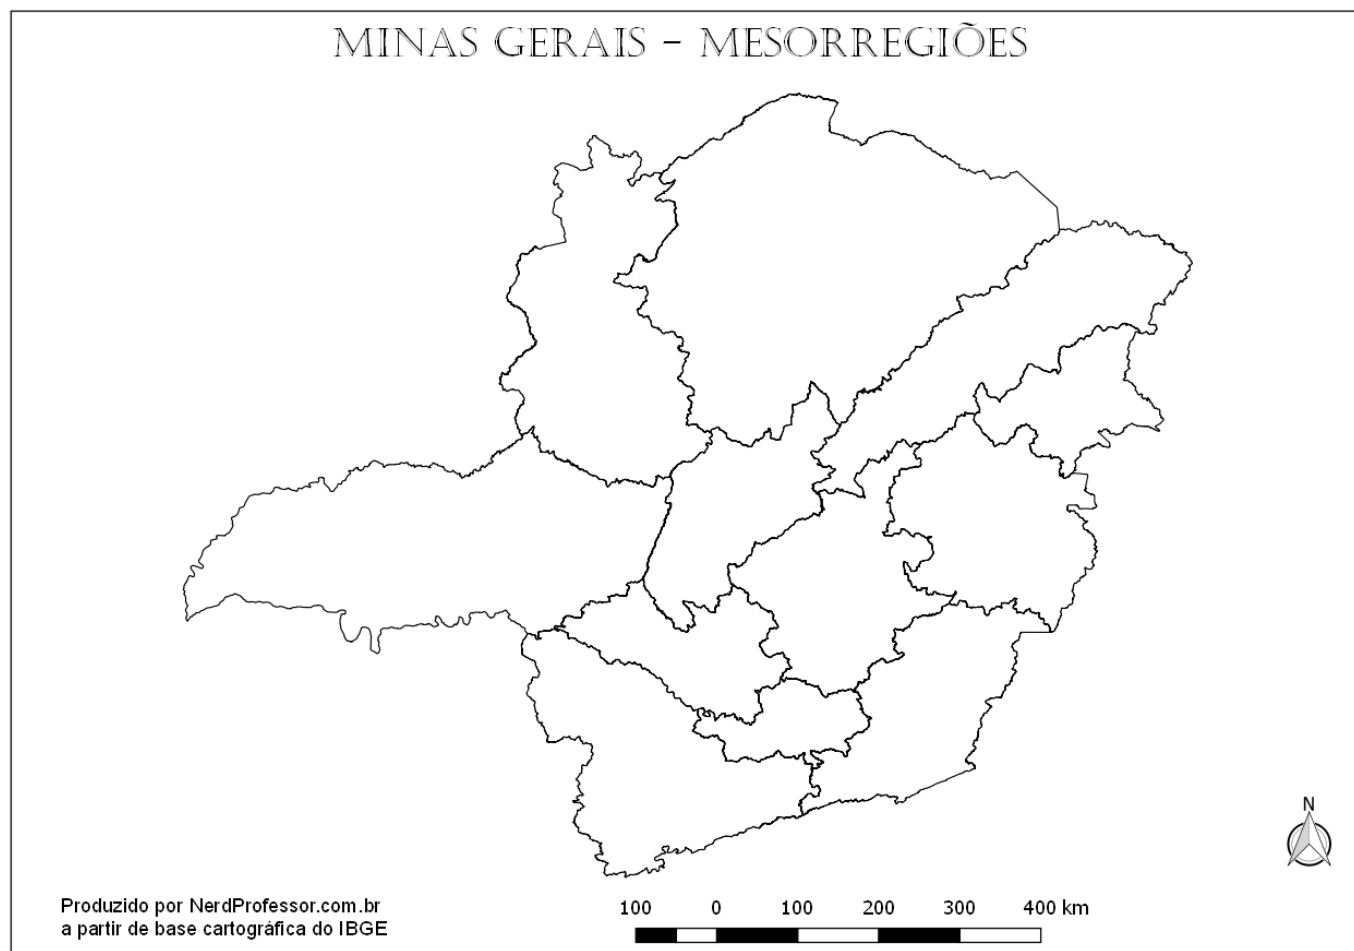 MINAS GERAIS - MESORREGIÕES
N
Produzido por NerdProfessor.com.br
a partir de base cartográfica do IBGE
100 0 100 200 300 400 km